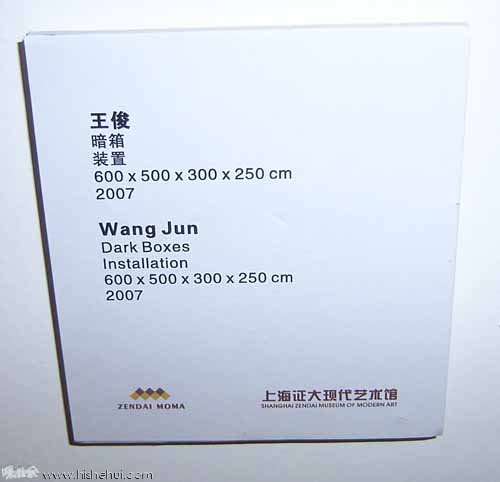 王俊
暗箱
装置
600 x 500 x 300 x 250 cm
2007
Wang Jun
Dark Boxes
Installation
600 x 500 x 300 x 250 cm
2007
ZENDAI MOMA
上海证大现代艺术馆
SHANGHAI ZENDAI MUSEUM OF MODERN ART
www.hishehui.com